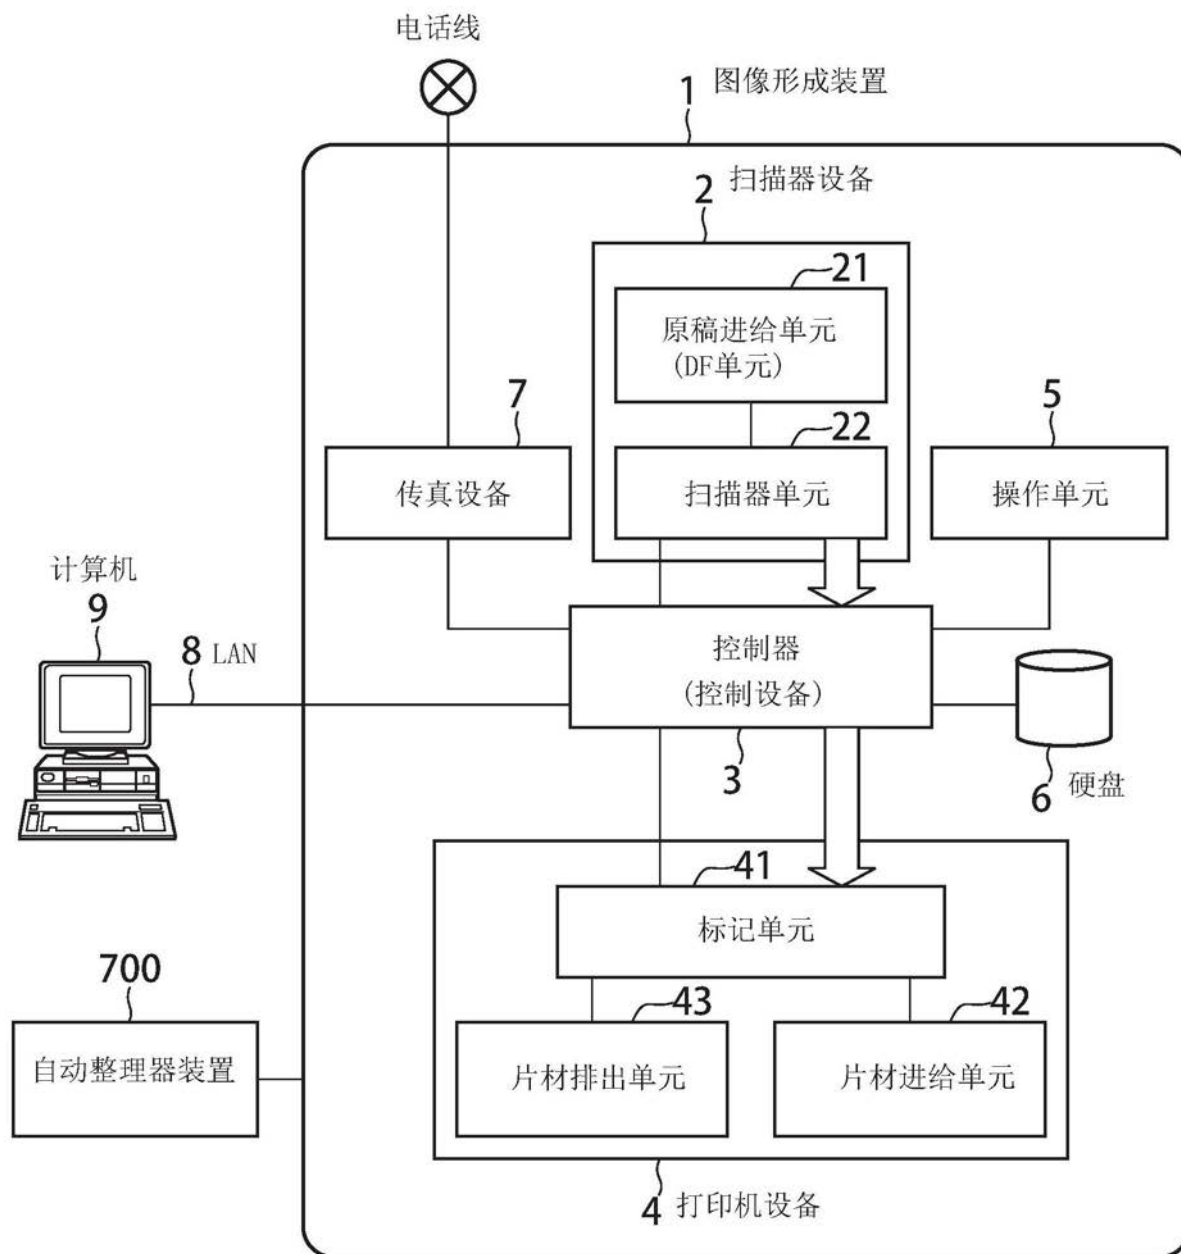 电话线
1 图像形成装置
2 扫描器设备
21
原稿进给单元
(DF单元)
7
22
5
传真设备
扫描器单元
操作单元
计算机
9
8 LAN
控制器
(控制设备)
3
6 硬盘
41
标记单元
700
43
42
自动整理器装置
片材排出单元
片材进给单元
4 打印机设备